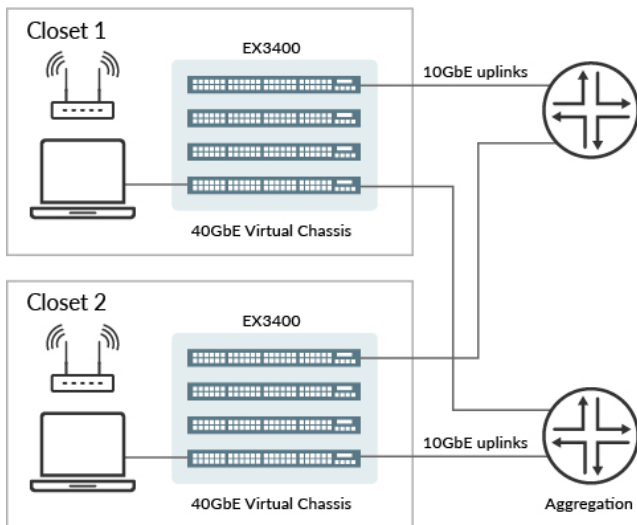 Closet 1
EX3400
10GbE uplinks
40GbE Virtual Chassis
Closet 2
EX3400
10GbE uplinks
40GbE Virtual Chassis
Aggregation